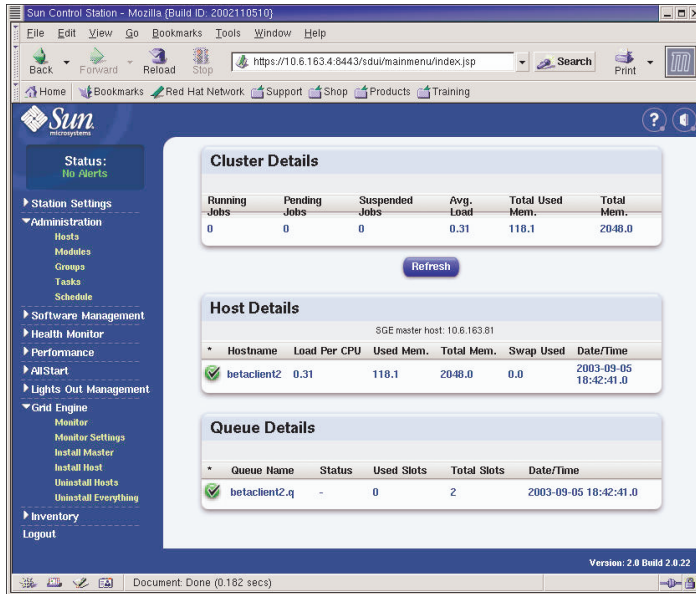 Sun Control Station - Mozilla {Build ID: 2002110510}
File Edit View Go Bookmarks Tools Window Help
Back Forward Reload Stop https://10.6.163.4:8443/sdui/mainmenu/index.jsp Search Print
Home Bookmarks Red Hat Network Support Shop Products Training
Sun
microsystems
?
Status:
No Alerts
Station Settings
Administration
Hosts
Modules
Groups
Tasks
Schedule
Software Management
Health Monitor
Performance
AllStart
Lights Out Management
Grid Engine
Monitor
Monitor Settings
Install Master
Install Host
Uninstall Hosts
Uninstall Everything
Inventory
Logout
Cluster Details
Running Jobs Pending Jobs Suspended Jobs Avg. Load Total Used Mem. Total Mem.
0 0 0 0.31 118.1 2048.0
Refresh
Host Details
SGE master host: 10.6.163.81
* Hostname Load Per CPU Used Mem. Total Mem. Swap Used Date/Time
betaclient2 0.31 118.1 2048.0 0.0 2003-09-05 18:42:41.0
Queue Details
* Queue Name Status Used Slots Total Slots Date/Time
betaclient2.q - 0 2 2003-09-05 18:42:41.0
Version: 2.0 Build 2.0.22
Document: Done (0.182 secs)